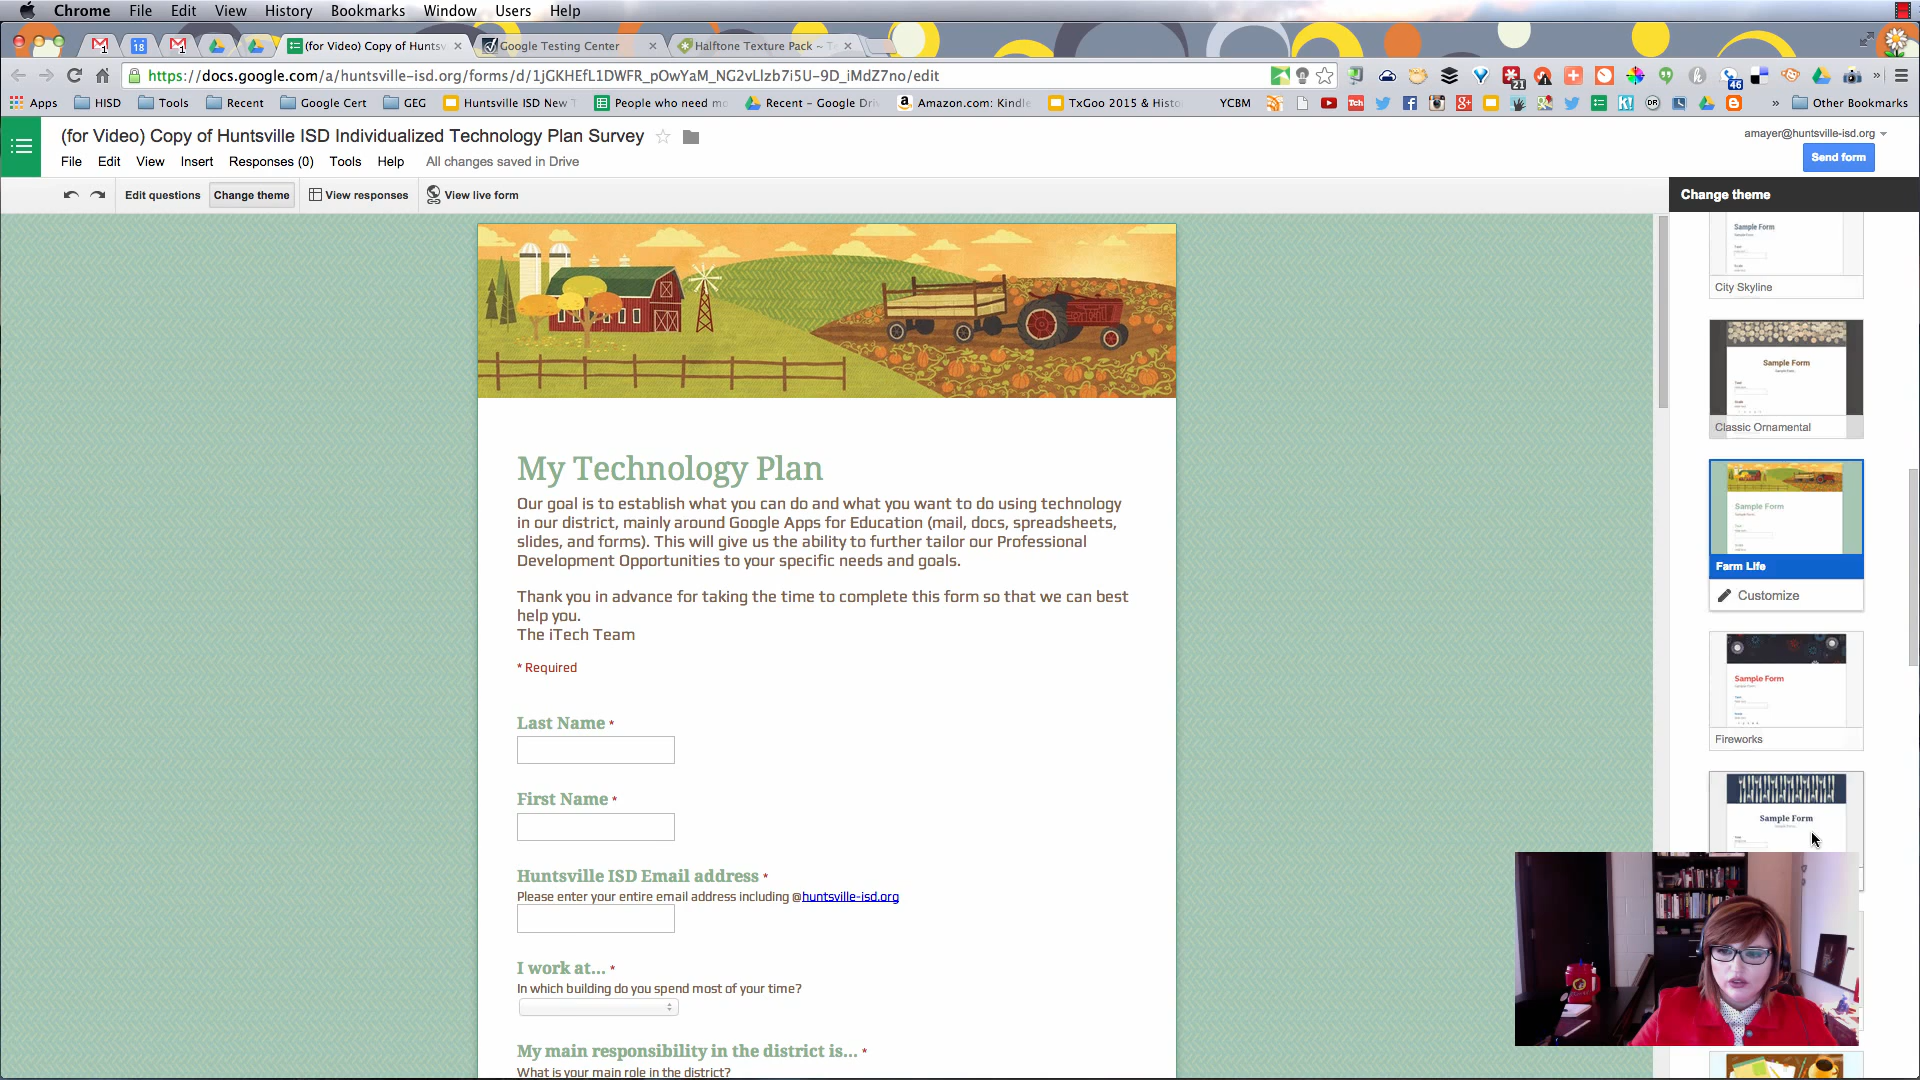 Chrome File Edit View History Bookmarks Window Users Help
1 18 1 (for Video) Copy of Huntsv Google Testing Center Halftone Texture Pack ~ T
https://docs.google.com/a/huntsville-isd.org/forms/d/1jGKHEfL1DWFR_pOwYaM_NG2vLlzb7i5U-9D_iMdZ7no/edit 21 46
Apps HISD Tools Recent Google Cert GEG Huntsville ISD New T People who need mo Recent – Google Dri Amazon.com: Kindle TxGoo 2015 & Histo YCBM Tch DR » Other Bookmarks
(for Video) Copy of Huntsville ISD Individualized Technology Plan Survey
amayer@huntsville-isd.org
File Edit View Insert Responses (0) Tools Help All changes saved in Drive
Send form
Edit questions Change theme View responses View live form
Change theme
Sample Form
City Skyline
Sample Form
Classic Ornamental
Sample Form
Farm Life
Customize
Sample Form
Fireworks
Sample Form
My Technology Plan
Our goal is to establish what you can do and what you want to do using technology
in our district, mainly around Google Apps for Education (mail, docs, spreadsheets,
slides, and forms). This will give us the ability to further tailor our Professional
Development Opportunities to your specific needs and goals.
Thank you in advance for taking the time to complete this form so that we can best
help you.
The iTech Team
* Required
Last Name *
First Name *
Huntsville ISD Email address *
Please enter your entire email address including @huntsville-isd.org
I work at... *
In which building do you spend most of your time?
My main responsibility in the district is... *
What is your main role in the district?